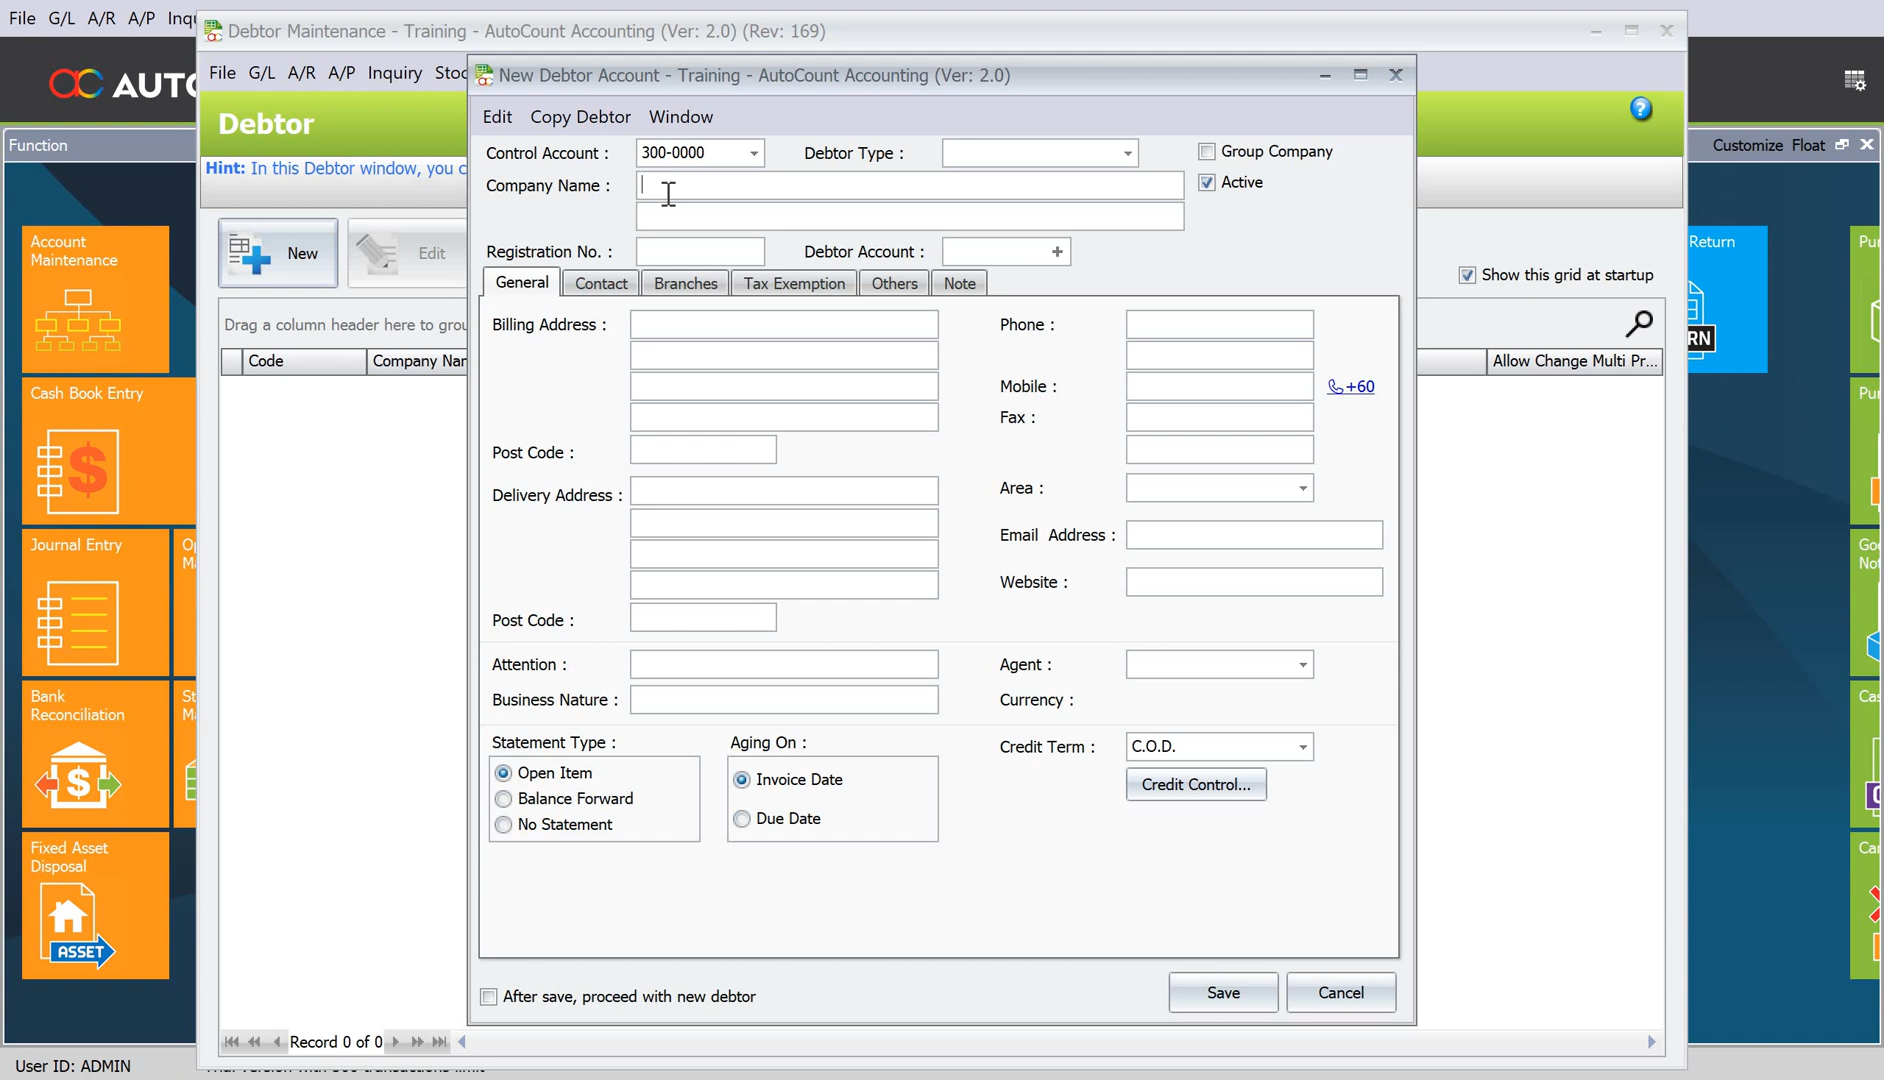 File G/L A/R A/P Inqu
Debtor Maintenance - Training - AutoCount Accounting (Ver: 2.0) (Rev: 169)
AUTO
File G/L A/R A/P Inquiry Stoc
New Debtor Account - Training - AutoCount Accounting (Ver: 2.0)
Edit Copy Debtor Window
Debtor
Hint: In this Debtor window, you c
Function
Customize Float
Control Account : 300-0000 Debtor Type : Group Company
Company Name : Active
Registration No. : Debtor Account : +
New Edit
General Contact Branches Tax Exemption Others Note
Show this grid at startup
Drag a column header here to grou
Code Company Nam
Allow Change Multi Pr...
Billing Address : Phone :
Mobile : +60
Fax :
Post Code :
Delivery Address : Area :
Email Address :
Website :
Post Code :
Attention : Agent :
Business Nature : Currency :
Statement Type : Aging On : Credit Term : C.O.D.
Open Item
Balance Forward
No Statement
Invoice Date
Due Date
Credit Control...
After save, proceed with new debtor Save Cancel
Record 0 of 0
Account
Maintenance
Cash Book Entry
Journal Entry
Bank
Reconciliation
Fixed Asset
Disposal
ASSET
Return
RN
User ID: ADMIN